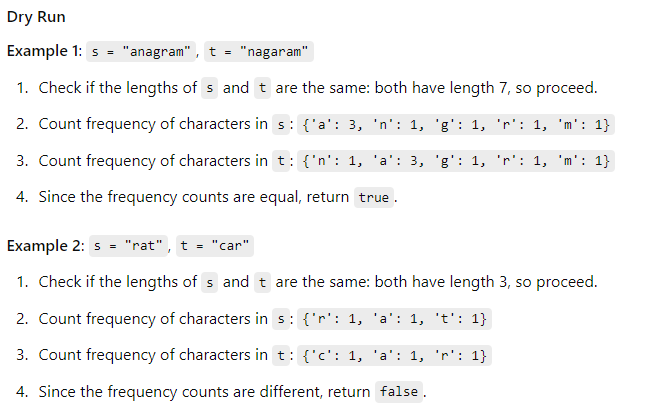 Dry Run
Example 1: s = "anagram" , t = "nagaram"
1. Check if the lengths of s and t are the same: both have length 7, so proceed.
2. Count frequency of characters in s : {'a': 3, 'n': 1, 'g': 1, 'r': 1, 'm': 1}
3. Count frequency of characters in t : {'n': 1, 'a': 3, 'g': 1, 'r': 1, 'm': 1}
4. Since the frequency counts are equal, return true .
Example 2: s = "rat" , t = "car"
1. Check if the lengths of s and t are the same: both have length 3, so proceed.
2. Count frequency of characters in s : {'r': 1, 'a': 1, 't': 1}
3. Count frequency of characters in t : {'c': 1, 'a': 1, 'r': 1}
4. Since the frequency counts are different, return false .